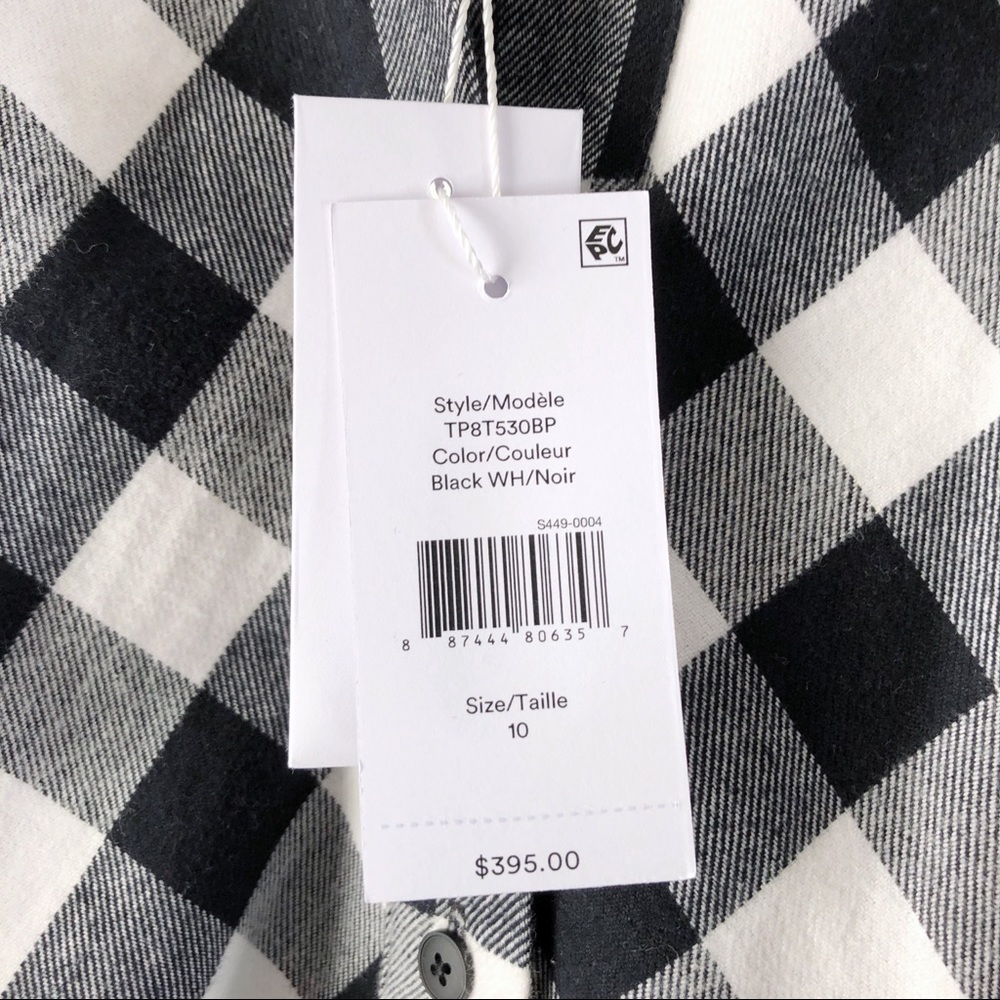 EPC
TM
Style/Modèle
TP8T530BP
Color/Couleur
Black WH/Noir
S449-0004
8 87444 80635 7
Size/Taille
10
$395.00